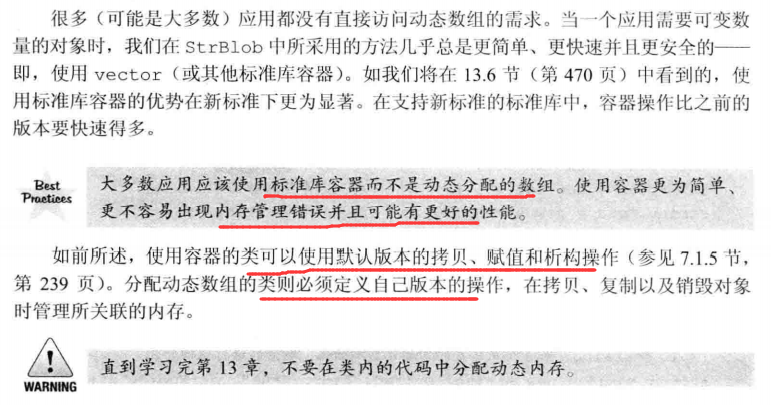 很多（可能是大多数）应用都没有直接访问动态数组的需求。当一个应用需要可变数
量的对象时，我们在 StrBlob 中所采用的方法几乎总是更简单、更快速并且更安全的——
即，使用 vector（或其他标准库容器）。如我们将在 13.6 节（第 470 页）中看到的，使
用标准库容器的优势在新标准下更为显著。在支持新标准的标准库中，容器操作比之前的
版本要快速得多。
Best
Practices
大多数应用应该使用标准库容器而不是动态分配的数组。使用容器更为简单、
更不容易出现内存管理错误并且可能有更好的性能。
如前所述，使用容器的类可以使用默认版本的拷贝、赋值和析构操作（参见 7.1.5 节，
第 239 页）。分配动态数组的类则必须定义自己版本的操作，在拷贝、复制以及销毁对象
时管理所关联的内存。
WARNING
直到学习完第 13 章，不要在类内的代码中分配动态内存。